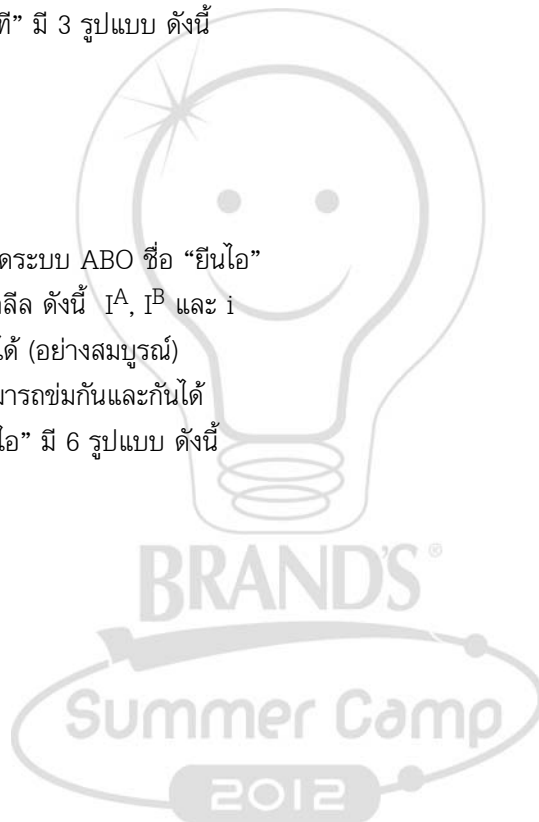 ที” มี 3 รูปแบบ ดังนี้
ดระบบ ABO ชื่อ “ยีนไอ”
ลีล ดังนี้ Iᴬ, Iᴮ และ i
ได้ (อย่างสมบูรณ์)
มารถข่มกันและกันได้
ไอ” มี 6 รูปแบบ ดังนี้
BRAND'S®
Summer Camp
2012